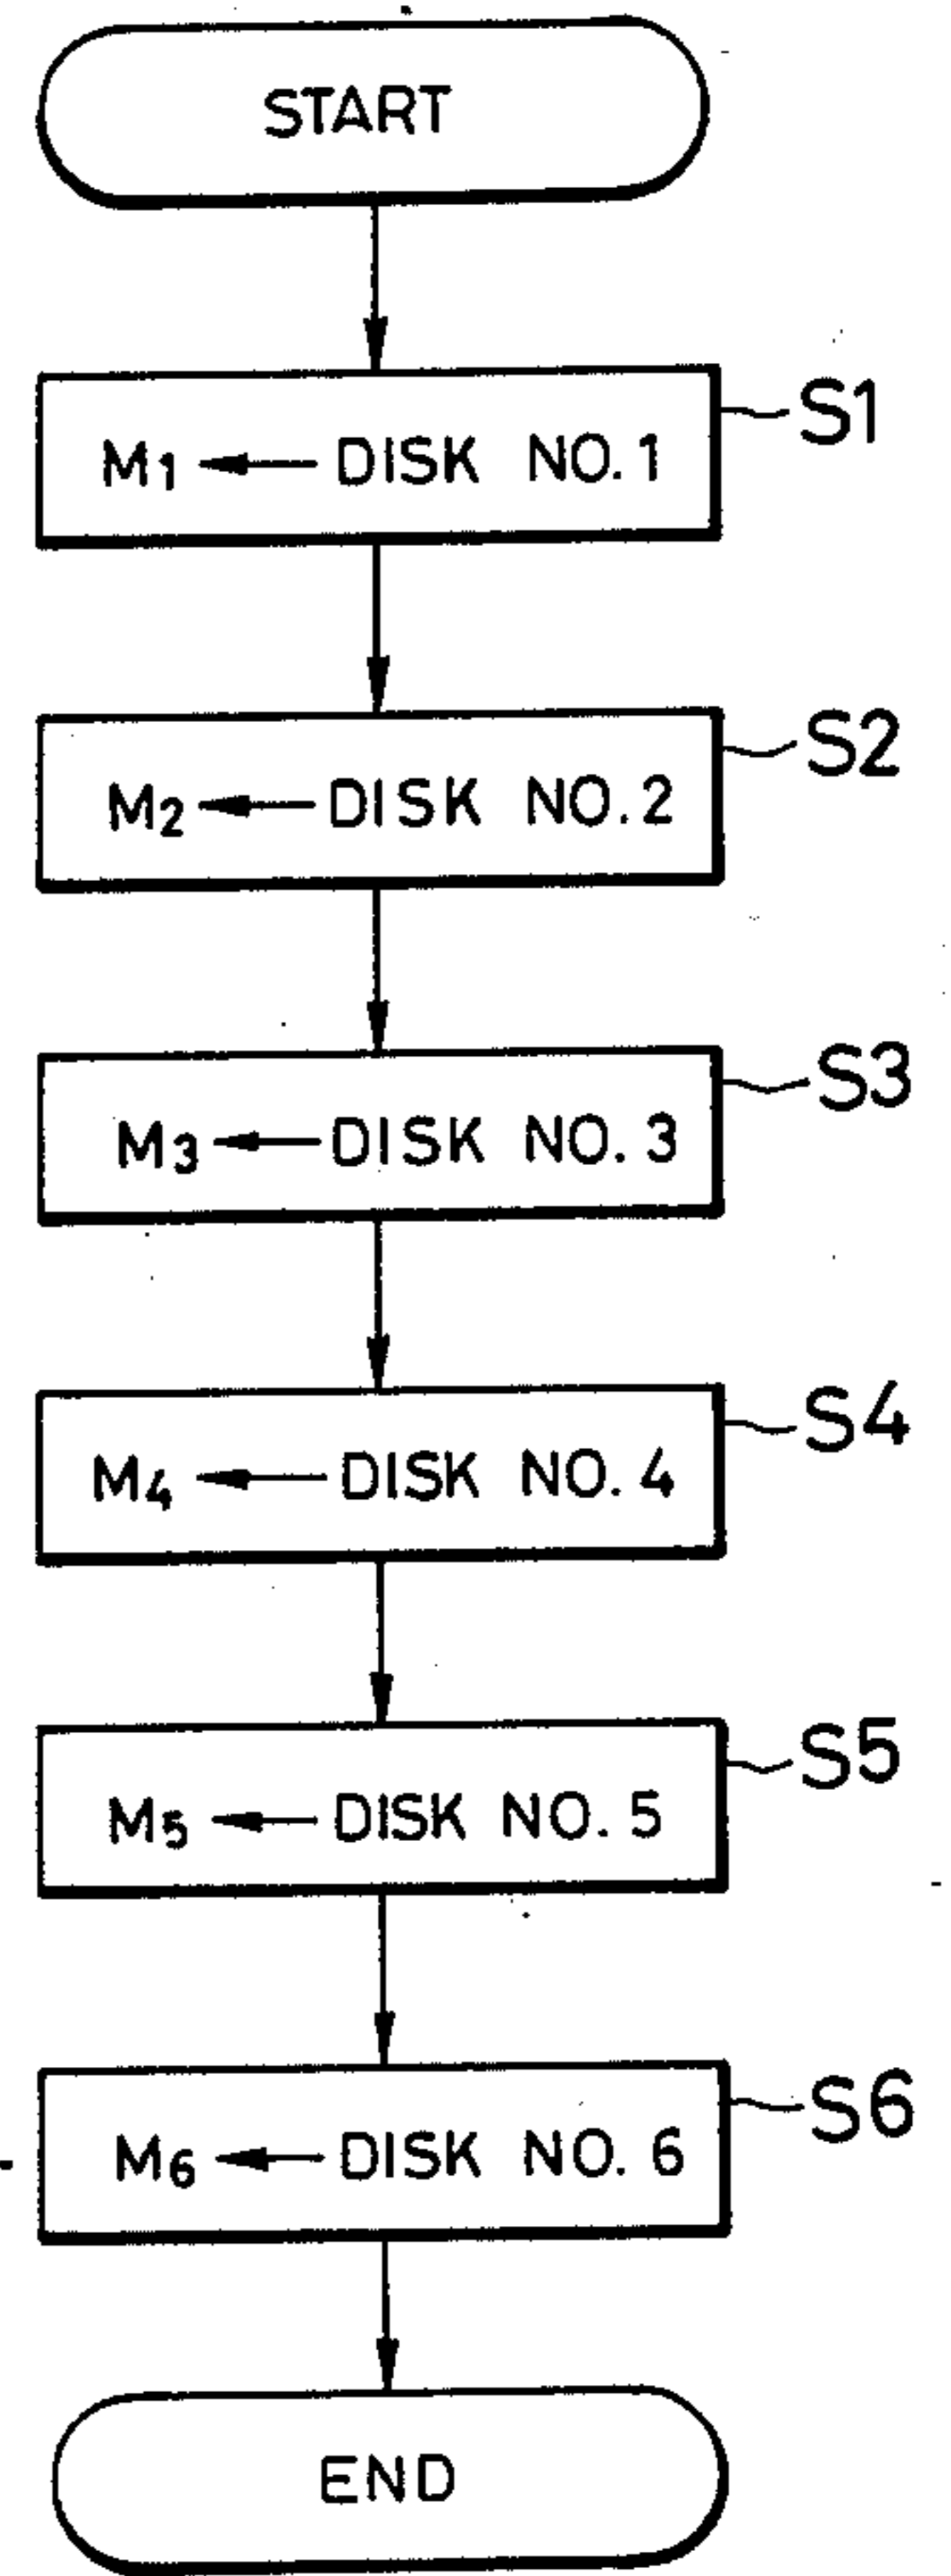 START
M1 ← DISK NO. 1
S1
M2 ← DISK NO. 2
S2
M3 ← DISK NO. 3
S3
M4 ← DISK NO. 4
S4
M5 ← DISK NO. 5
S5
M6 ← DISK NO. 6
S6
END